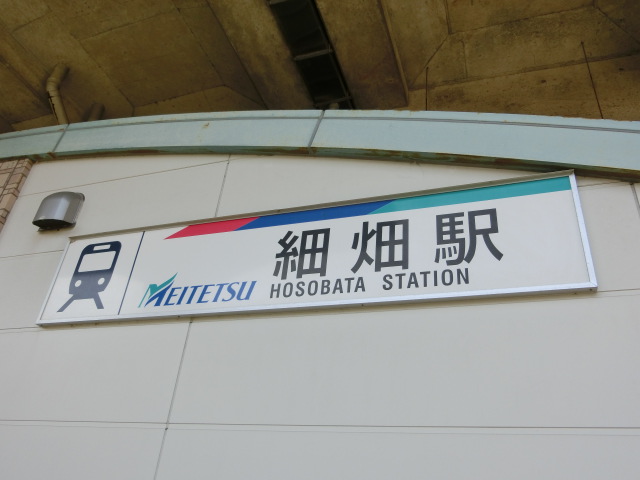 細畑駅
MEITETSU HOSOBATA STATION